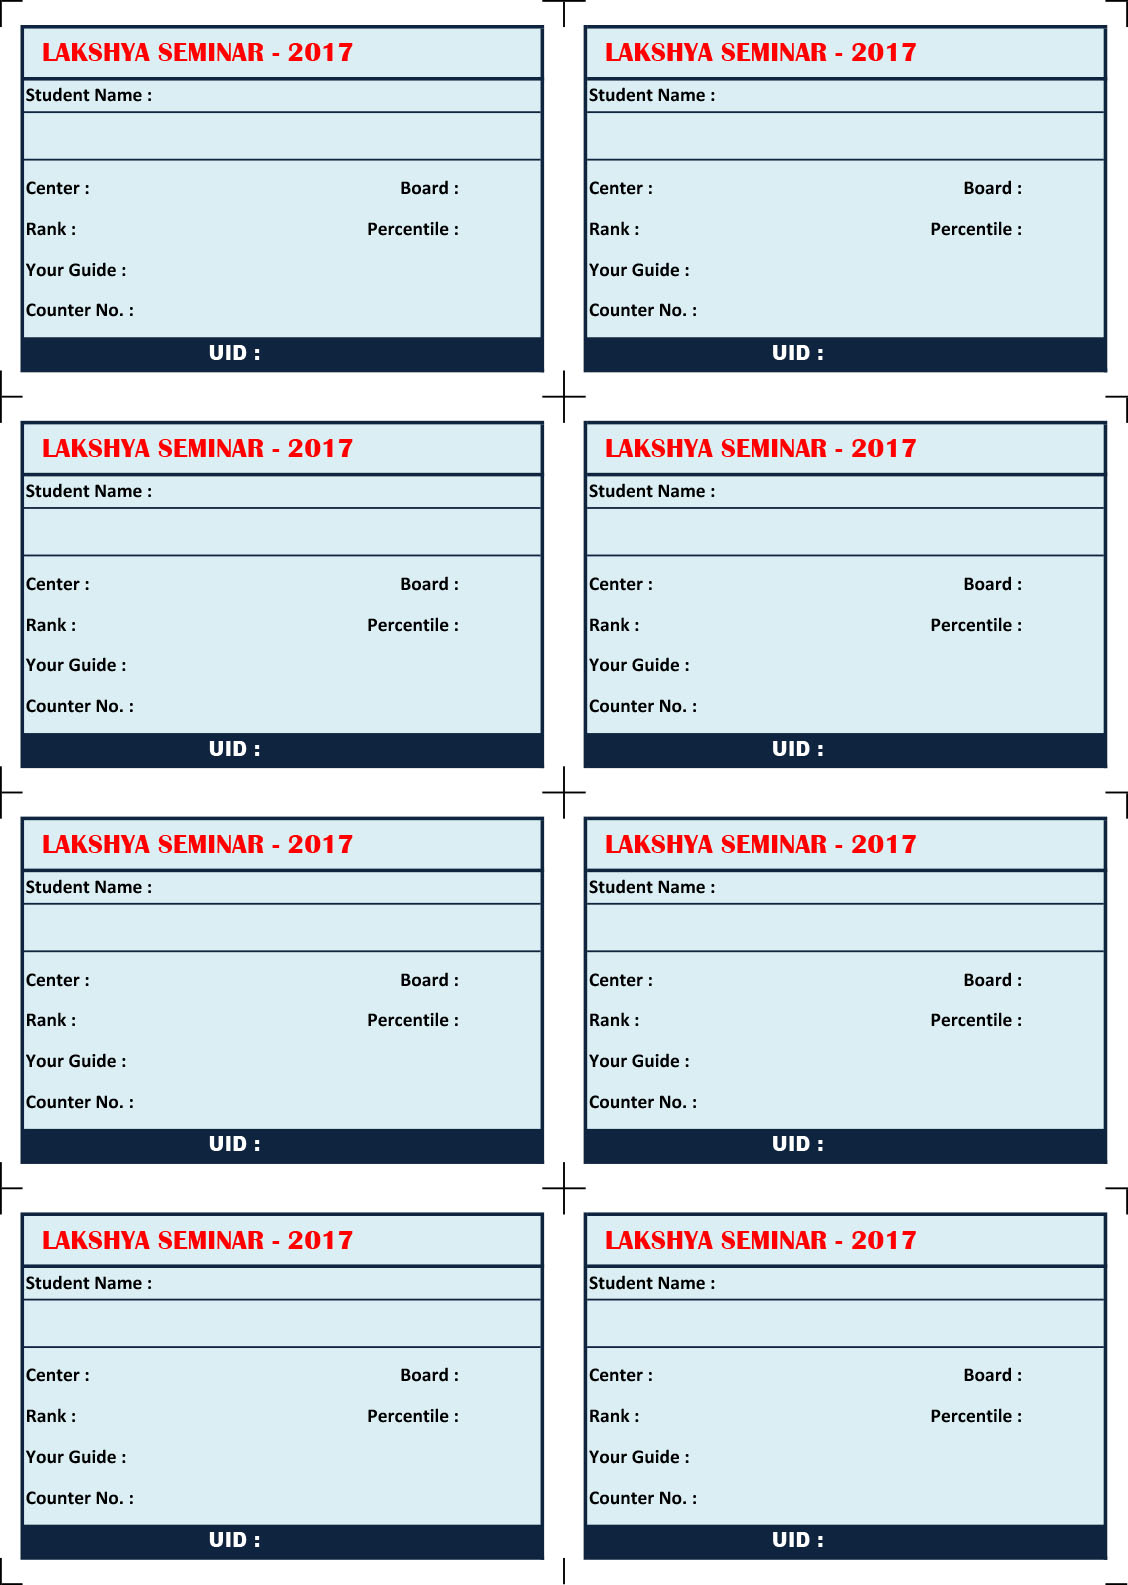 LAKSHYA SEMINAR - 2017
Student Name :
Center : Board :
Rank : Percentile :
Your Guide :
Counter No. :
UID :
LAKSHYA SEMINAR - 2017
Student Name :
Center : Board :
Rank : Percentile :
Your Guide :
Counter No. :
UID :
LAKSHYA SEMINAR - 2017
Student Name :
Center : Board :
Rank : Percentile :
Your Guide :
Counter No. :
UID :
LAKSHYA SEMINAR - 2017
Student Name :
Center : Board :
Rank : Percentile :
Your Guide :
Counter No. :
UID :
LAKSHYA SEMINAR - 2017
Student Name :
Center : Board :
Rank : Percentile :
Your Guide :
Counter No. :
UID :
LAKSHYA SEMINAR - 2017
Student Name :
Center : Board :
Rank : Percentile :
Your Guide :
Counter No. :
UID :
LAKSHYA SEMINAR - 2017
Student Name :
Center : Board :
Rank : Percentile :
Your Guide :
Counter No. :
UID :
LAKSHYA SEMINAR - 2017
Student Name :
Center : Board :
Rank : Percentile :
Your Guide :
Counter No. :
UID :